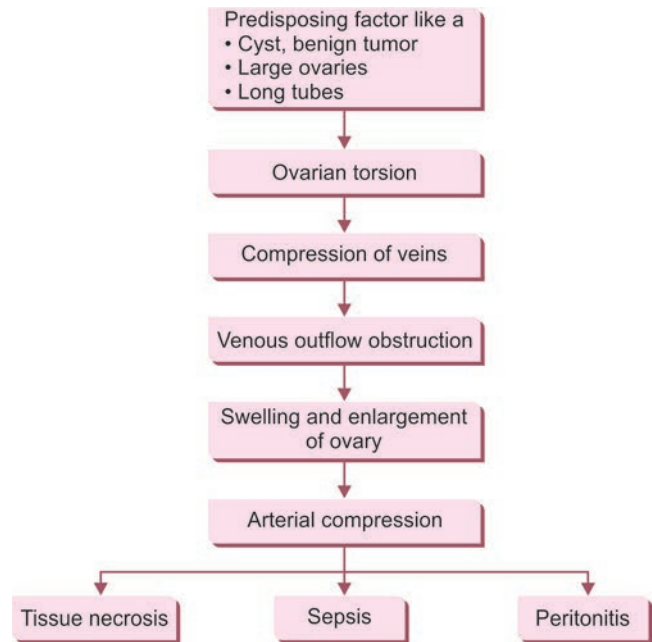 Predisposing factor like a
• Cyst, benign tumor
• Large ovaries
• Long tubes
Ovarian torsion
Compression of veins
Venous outflow obstruction
Swelling and enlargement
of ovary
Arterial compression
Tissue necrosis
Sepsis
Peritonitis